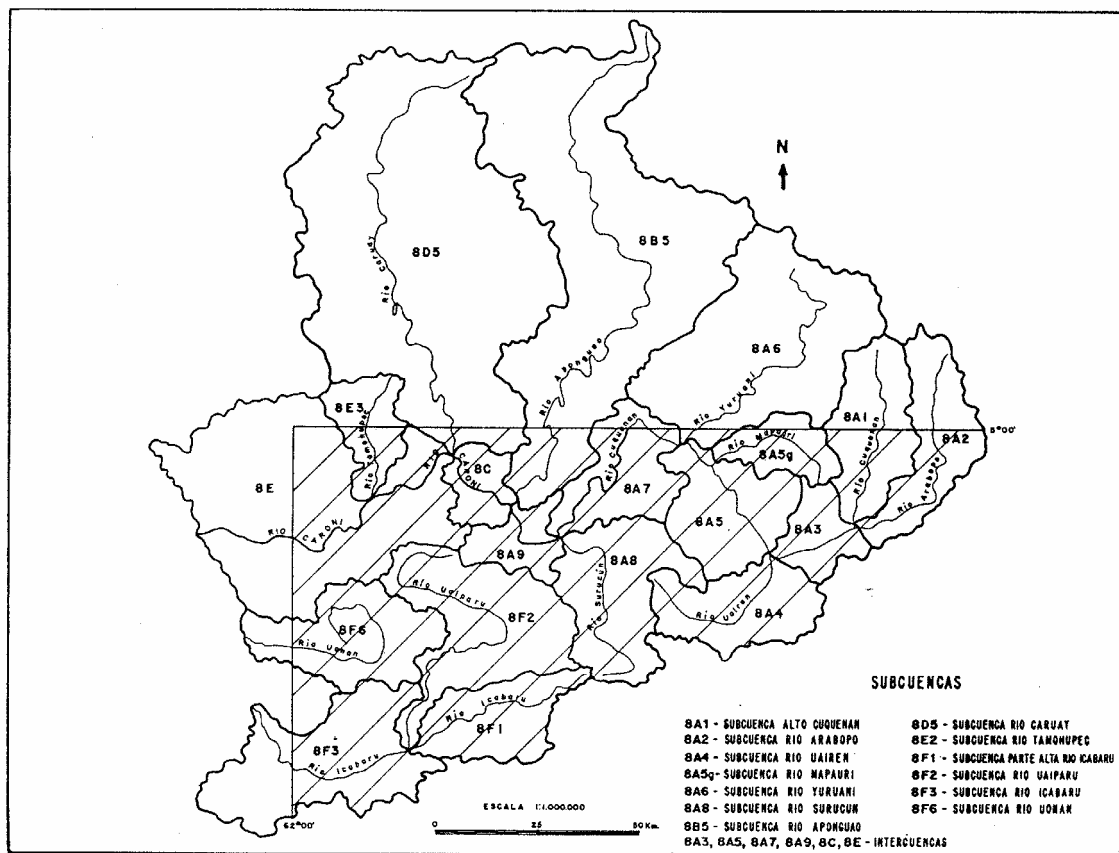 N
8D5
8B5
Rio Caruay
8A6
Rio Aponguao
Rio Yuruani
8E3
8A1
8A2
5°00'
Rio
Rio Mapauri
8A5g
Rio Cuquenan
Rio Cukenan
8C
CARONI
8E
8A7
8A5
8A3
Rio Arabopo
Rio CARONI
8A9
8A8
Rio Uaiparu
8F2
Rio Surucún
Rio Uairen
8A4
8F6
Rio Uonan
Rio Icabaru
8F1
8F3
Rio Icabaru
62°00'
SUBCUENCAS
8A1 - SUBCUENCA ALTO CUQUENAN
8A2 - SUBCUENCA RIO ARABOPO
8A4 - SUBCUENCA RIO UAIREN
8A5g - SUBCUENCA RIO MAPAURI
8A6 - SUBCUENCA RIO YURUANI
8A8 - SUBCUENCA RIO SURUCUN
8B5 - SUBCUENCA RIO APONGUAO
8A3, 8A5, 8A7, 8A9, 8C, 8E - INTERCUENCAS
8D5 - SUBCUENCA RIO CARUAY
8E2 - SUBCUENCA RIO TAMOHUPEC
8F1 - SUBCUENCA PARTE ALTA RIO ICABARU
8F2 - SUBCUENCA RIO UAIPARU
8F3 - SUBCUENCA RIO ICABARU
8F6 - SUBCUENCA RIO UONAN
ESCALA 1:1.000.000
0 25 50 Km.